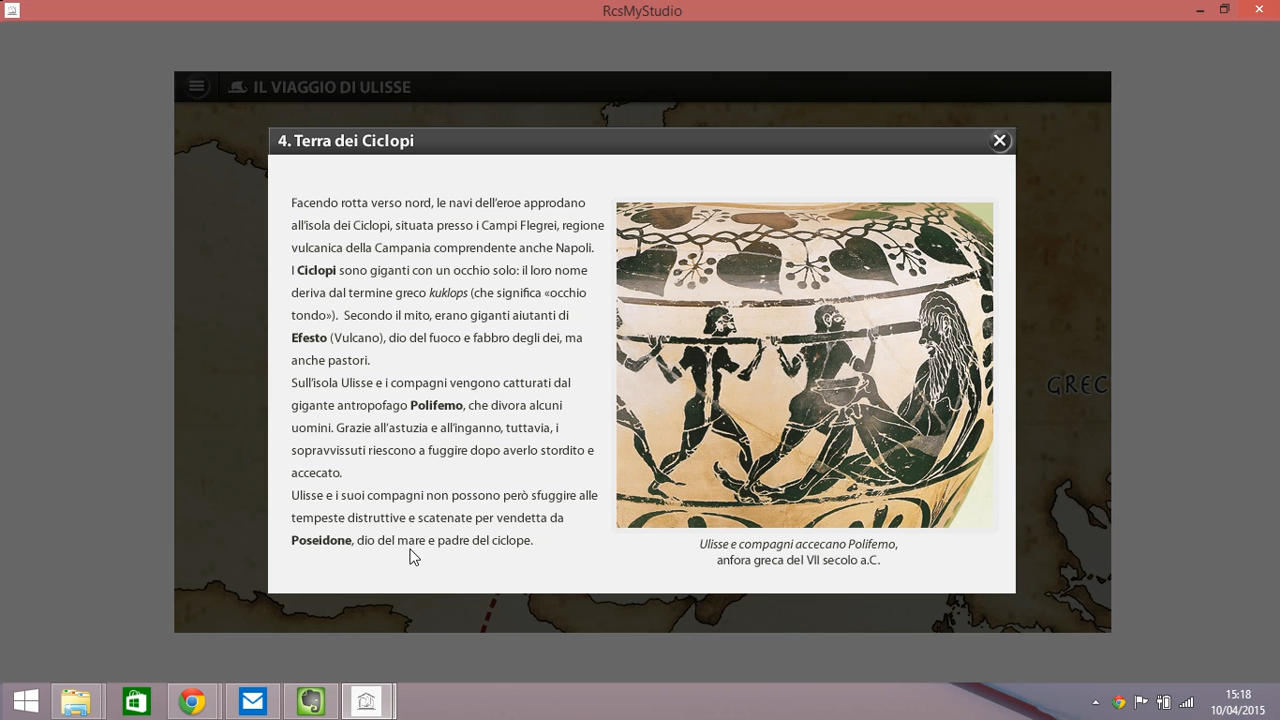 RcsMyStudio
IL VIAGGIO DI ULISSE
4. Terra dei Ciclopi
Facendo rotta verso nord, le navi dell'eroe approdano
all'isola dei Ciclopi, situata presso i Campi Flegrei, regione
vulcanica della Campania comprendente anche Napoli.
I Ciclopi sono giganti con un occhio solo: il loro nome
deriva dal termine greco kuklops (che significa «occhio
tondo»). Secondo il mito, erano giganti aiutanti di
Efesto (Vulcano), dio del fuoco e fabbro degli dei, ma
anche pastori.
Sull'isola Ulisse e i compagni vengono catturati dal
gigante antropofago Polifemo, che divora alcuni
uomini. Grazie all'astuzia e all'inganno, tuttavia, i
sopravvissuti riescono a fuggire dopo averlo stordito e
accecato.
Ulisse e i suoi compagni non possono però sfuggire alle
tempeste distruttive e scatenate per vendetta da
Poseidone, dio del mare e padre del ciclope.
Ulisse e compagni accecano Polifemo,
anfora greca del VII secolo a.C.
GREC
15:18
10/04/2015